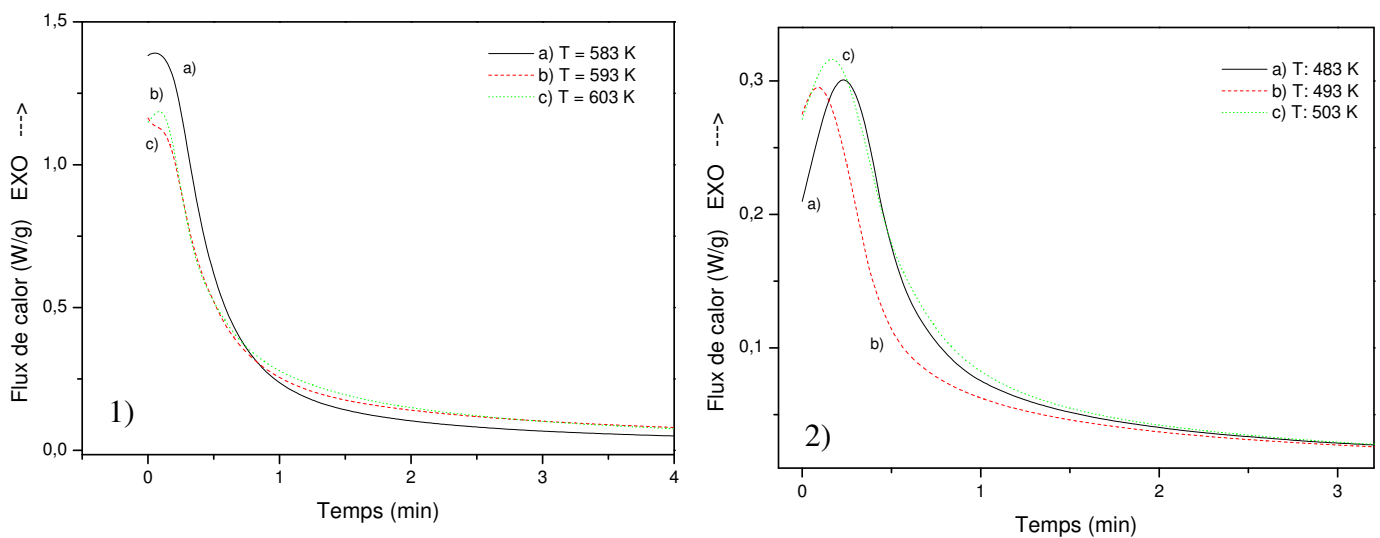 1,5
1,0
0,5
0,0
0
1
2
3
4
Flux de calor (W/g) EXO --->
Temps (min)
a) T = 583 K
b) T = 593 K
c) T = 603 K
a)
b)
c)
1)
0,3
0,2
0,1
0
1
2
3
Flux de calor (W/g) EXO --->
Temps (min)
a) T: 483 K
b) T: 493 K
c) T: 503 K
c)
a)
b)
2)